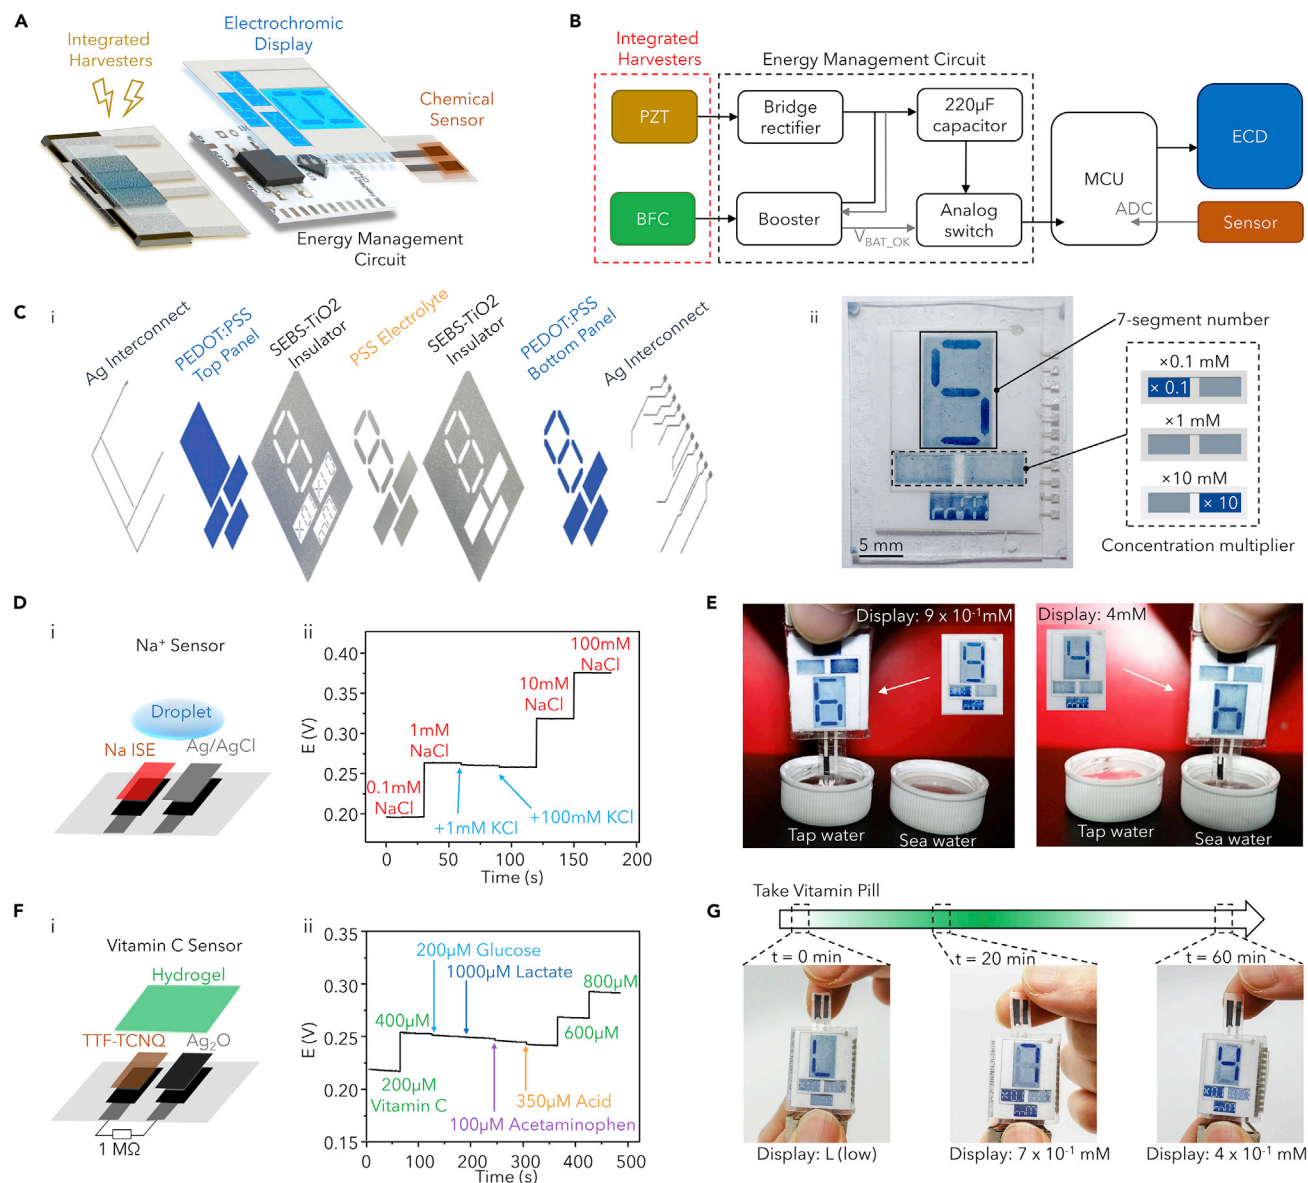 A
Integrated
Harvesters
Electrochromic
Display
Chemical
Sensor
Energy Management
Circuit
B
Integrated
Harvesters
Energy Management Circuit
PZT
Bridge
rectifier
220µF
capacitor
BFC
Booster
V_BAT_OK
Analog
switch
MCU
ADC
ECD
Sensor
C
i
Ag Interconnect
PEDOT:PSS
Top Panel
SEBS-TiO2
Insulator
PSS Electrolyte
SEBS-TiO2
Insulator
PEDOT:PSS
Bottom Panel
Ag Interconnect
ii
7-segment number
×0.1 mM
× 0.1
×1 mM
×10 mM
× 10
Concentration multiplier
5 mm
D
i
Na⁺ Sensor
Droplet
Na ISE
Ag/AgCl
ii
E (V)
0.40
0.35
0.30
0.25
0.20
0.1mM
NaCl
1mM
NaCl
10mM
NaCl
100mM
NaCl
+1mM KCl
+100mM KCl
0
50
100
150
200
Time (s)
E
Display: 9 x 10⁻¹mM
Tap water
Sea water
Display: 4mM
Tap water
Sea water
F
i
Vitamin C Sensor
Hydrogel
TTF-TCNQ
Ag₂O
1 MΩ
ii
E (V)
0.35
0.30
0.25
0.20
0.15
200µM Glucose
1000µM Lactate
800µM
400µM
600µM
200µM
Vitamin C
350µM Acid
100µM Acetaminophen
0
100
200
300
400
500
Time (s)
G
Take Vitamin Pill
t = 0 min
t = 20 min
t = 60 min
Display: L (low)
Display: 7 x 10⁻¹ mM
Display: 4 x 10⁻¹ mM